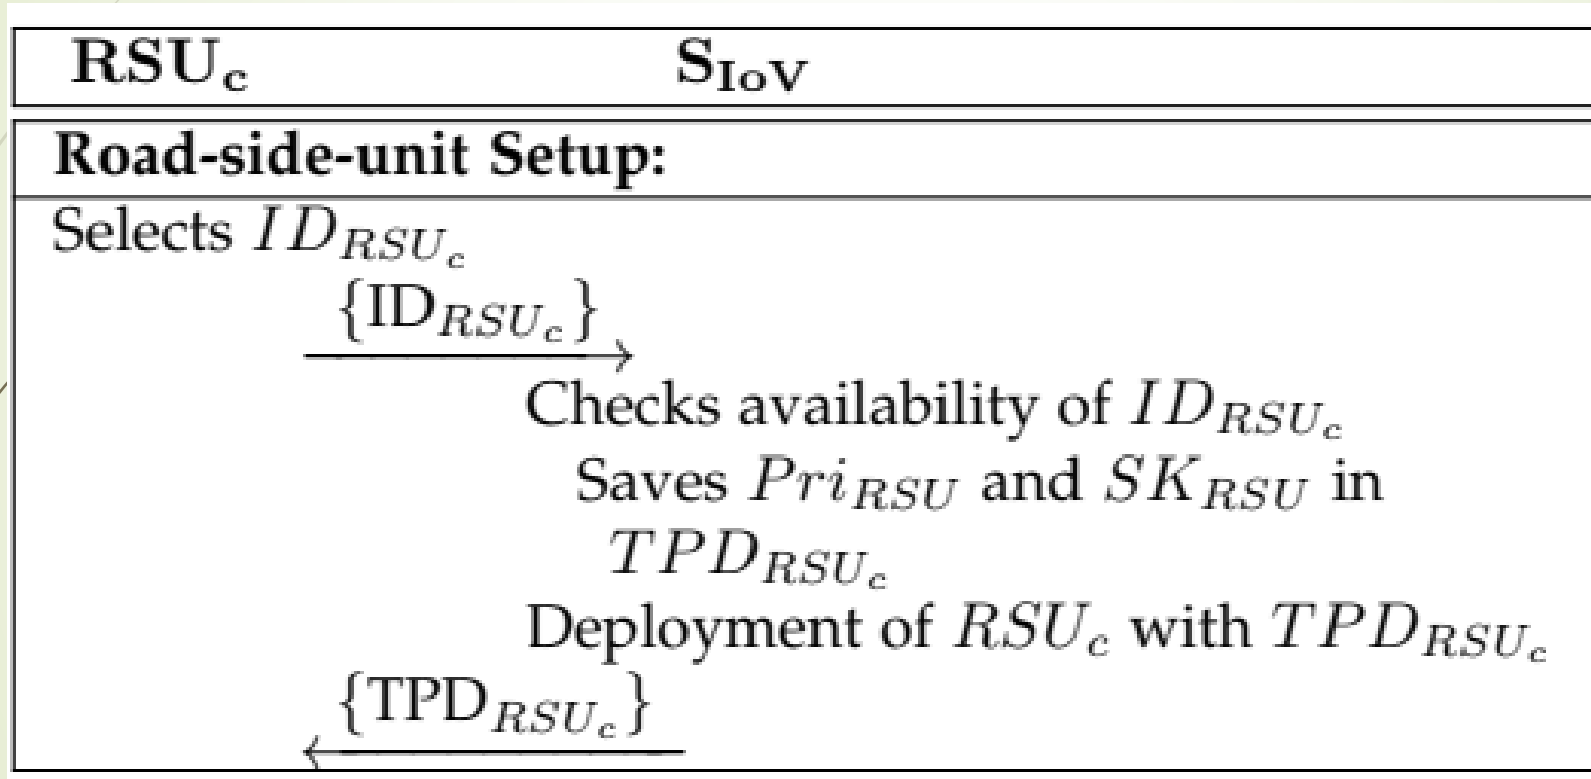 RSU_c S_IoV
Road-side-unit Setup:
Selects ID_{RSU_c}
{ID_{RSU_c}}
Checks availability of ID_{RSU_c}
Saves Pri_{RSU} and SK_{RSU} in
TPD_{RSU_c}
Deployment of RSU_c with TPD_{RSU_c}
{TPD_{RSU_c}}